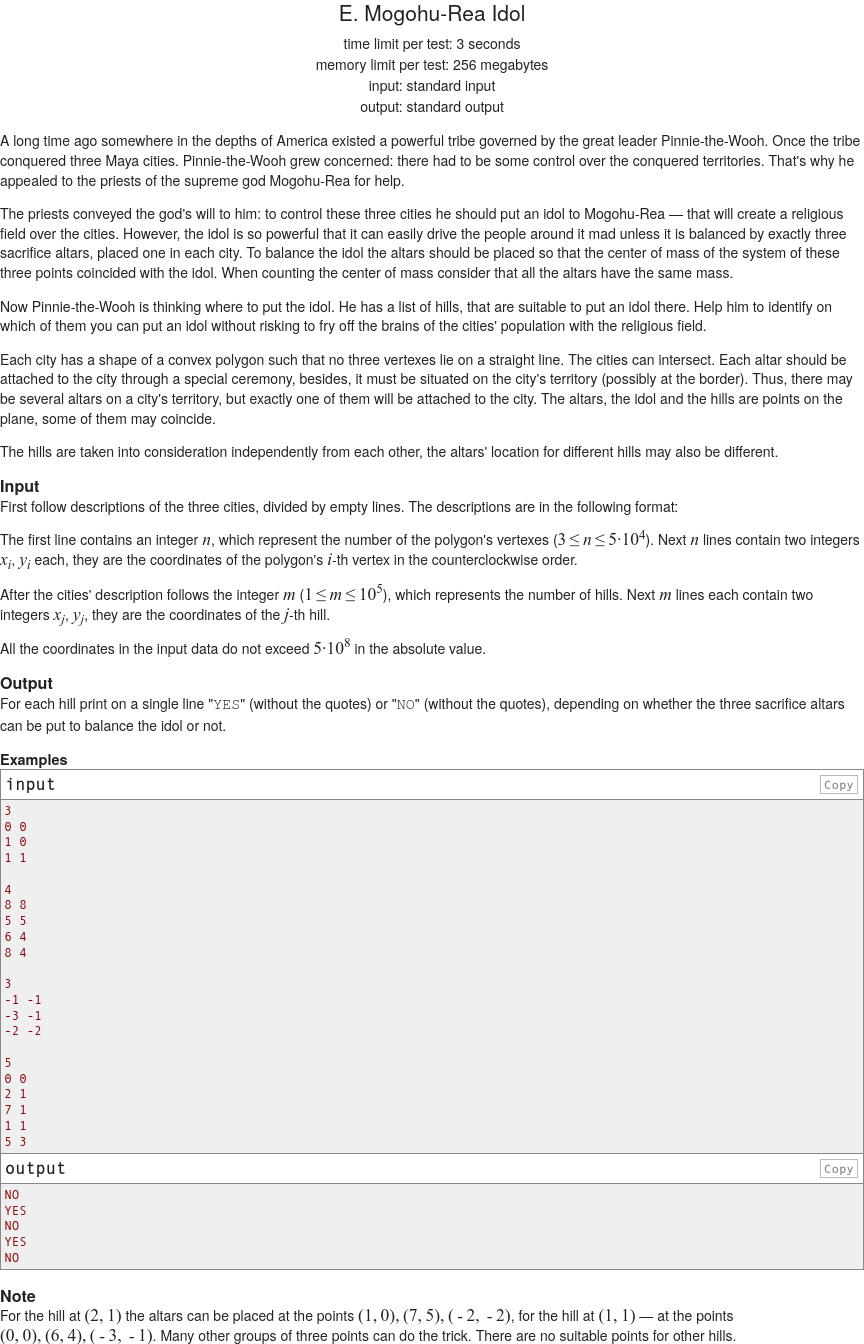 E. Mogohu-Rea Idol
time limit per test: 3 seconds
memory limit per test: 256 megabytes
input: standard input
output: standard output
A long time ago somewhere in the depths of America existed a powerful tribe governed by the great leader Pinnie-the-Wooh. Once the tribe
conquered three Maya cities. Pinnie-the-Wooh grew concerned: there had to be some control over the conquered territories. That's why he
appealed to the priests of the supreme god Mogohu-Rea for help.
The priests conveyed the god's will to him: to control these three cities he should put an idol to Mogohu-Rea — that will create a religious
field over the cities. However, the idol is so powerful that it can easily drive the people around it mad unless it is balanced by exactly three
sacrifice altars, placed one in each city. To balance the idol the altars should be placed so that the center of mass of the system of these
three points coincided with the idol. When counting the center of mass consider that all the altars have the same mass.
Now Pinnie-the-Wooh is thinking where to put the idol. He has a list of hills, that are suitable to put an idol there. Help him to identify on
which of them you can put an idol without risking to fry off the brains of the cities' population with the religious field.
Each city has a shape of a convex polygon such that no three vertexes lie on a straight line. The cities can intersect. Each altar should be
attached to the city through a special ceremony, besides, it must be situated on the city's territory (possibly at the border). Thus, there may
be several altars on a city's territory, but exactly one of them will be attached to the city. The altars, the idol and the hills are points on the
plane, some of them may coincide.
The hills are taken into consideration independently from each other, the altars' location for different hills may also be different.
Input
First follow descriptions of the three cities, divided by empty lines. The descriptions are in the following format:
The first line contains an integer n, which represent the number of the polygon's vertexes (3 ≤ n ≤ 5·10^4). Next n lines contain two integers
x_i, y_i each, they are the coordinates of the polygon's i-th vertex in the counterclockwise order.
After the cities' description follows the integer m (1 ≤ m ≤ 10^5), which represents the number of hills. Next m lines each contain two
integers x_j, y_j, they are the coordinates of the j-th hill.
All the coordinates in the input data do not exceed 5·10^8 in the absolute value.
Output
For each hill print on a single line "YES" (without the quotes) or "NO" (without the quotes), depending on whether the three sacrifice altars
can be put to balance the idol or not.
Examples
input Copy
3
0 0
1 0
1 1
4
8 8
5 5
6 4
8 4
3
-1 -1
-3 -1
-2 -2
5
0 0
2 1
7 1
1 1
5 3
output Copy
NO
YES
NO
YES
NO
Note
For the hill at (2, 1) the altars can be placed at the points (1, 0), (7, 5), ( - 2, - 2), for the hill at (1, 1) — at the points
(0, 0), (6, 4), ( - 3, - 1). Many other groups of three points can do the trick. There are no suitable points for other hills.